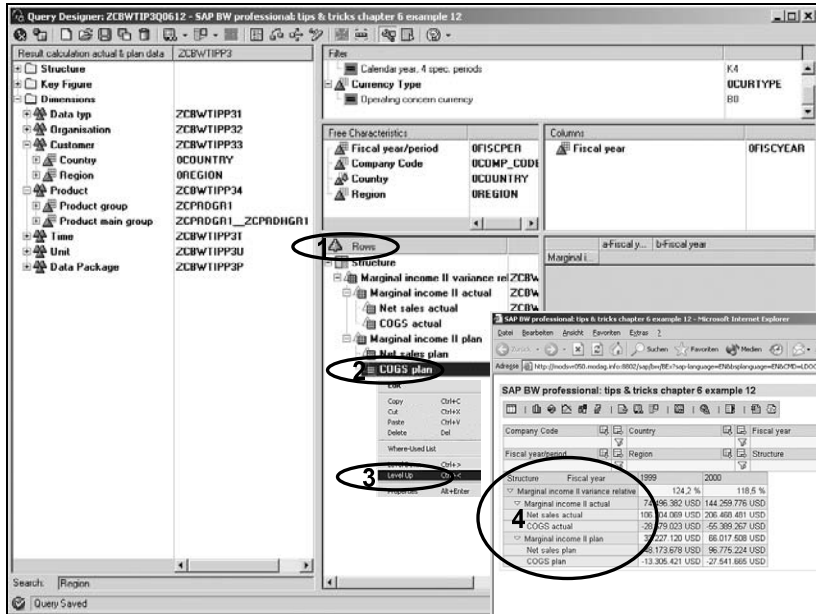 Query Designer: ZCBWTIP3Q0612 - SAP BW professional: tips & tricks chapter 6 example 12
Result calculation actual & plan data ZCBWTIPP3
Structure
Key Figure
Dimensions
Data typ ZCBWTIPP31
Organisation ZCBWTIPP32
Customer ZCBWTIPP33
Country 0COUNTRY
Region 0REGION
Product ZCBWTIPP34
Product group ZCPRDGR1
Product main group ZCPRDGR1__ZCPRDHGR1
Time ZCBWTIPP3T
Unit ZCBWTIPP3U
Data Package ZCBWTIPP3P
Search: Region
Query Saved
Filter
Calendar year, 4 spec. periods K4
Currency Type 0CURTYPE
Operating concern currency B0
Free Characteristics
Fiscal year/period 0FISCPER
Company Code 0COMP_CODE
Country 0COUNTRY
Region 0REGION
Columns
Fiscal year 0FISCYEAR
1 Rows
Structure
Marginal income II variance rel ZCBW
Marginal income II actual ZCBW
Net sales actual ZCBW
COGS actual ZCBW
Marginal income II plan
Net sales plan
2 COGS plan
Edit
Copy Ctrl+C
Cut Ctrl+X
Paste Ctrl+V
Delete Del
Where-Used List
Ctrl+>
3 Level Up Ctrl+<
Properties Alt+Enter
a-Fiscal y... b-Fiscal year
Marginal i...
SAP BW professional: tips & tricks chapter 6 example 12 - Microsoft Internet Explorer
Datei Bearbeiten Ansicht Favoriten Extras ?
Zurück Suchen Favoriten Medien
Adresse
SAP BW professional: tips & tricks chapter 6 example 12
Company Code Country Fiscal year
Fiscal year/period Region Structure
4
Structure Fiscal year 1999 2000
Marginal income II variance relative 124,2 % 118,5 %
Marginal income II actual 144.259.776 USD
Net sales actual 206.468.481 USD
COGS actual -55.389.267 USD
Marginal income II plan 66.017.508 USD
Net sales plan 96.775.224 USD
COGS plan -13.305.421 USD -27.541.665 USD